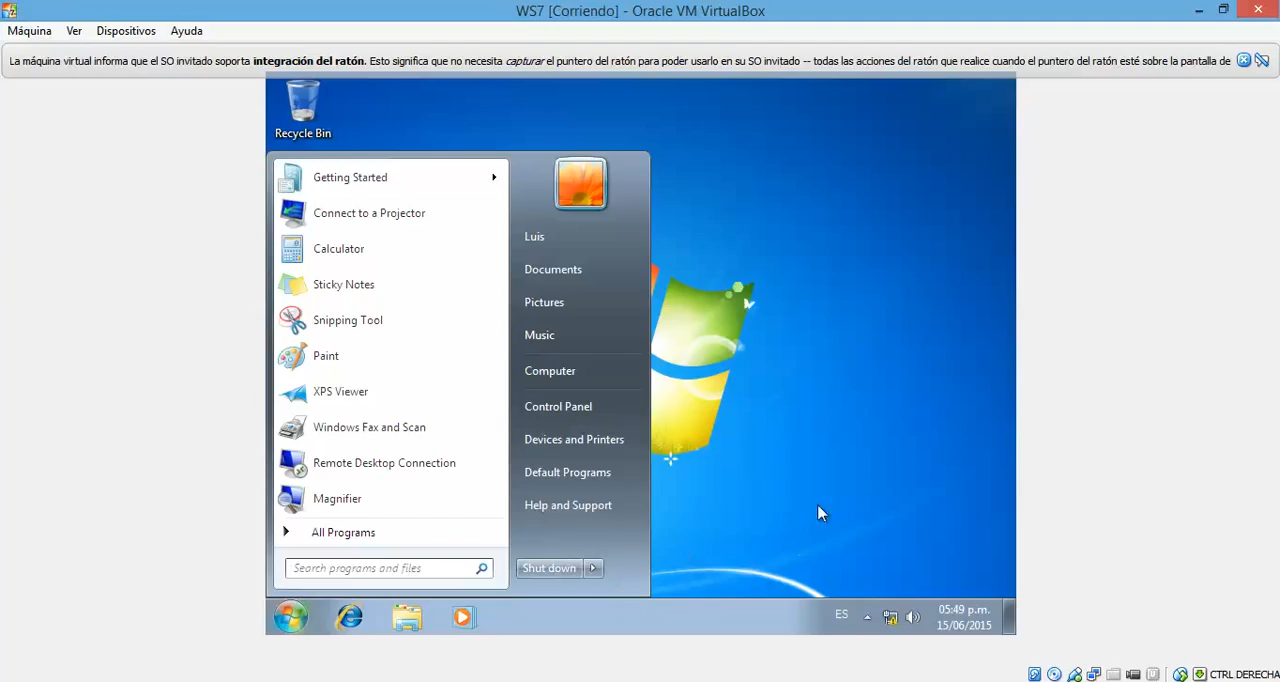 WS7 [Corriendo] - Oracle VM VirtualBox
Máquina Ver Dispositivos Ayuda
La máquina virtual informa que el SO invitado soporta integración del ratón. Esto significa que no necesita capturar el puntero del ratón para poder usarlo en su SO invitado -- todas las acciones del ratón que realice cuando el puntero del ratón esté sobre la pantalla de
Recycle Bin
Getting Started
Connect to a Projector
Calculator
Sticky Notes
Snipping Tool
Paint
XPS Viewer
Windows Fax and Scan
Remote Desktop Connection
Magnifier
All Programs
Search programs and files
Luis
Documents
Pictures
Music
Computer
Control Panel
Devices and Printers
Default Programs
Help and Support
Shut down
ES
05:49 p.m.
15/06/2015
CTRL DERECHA